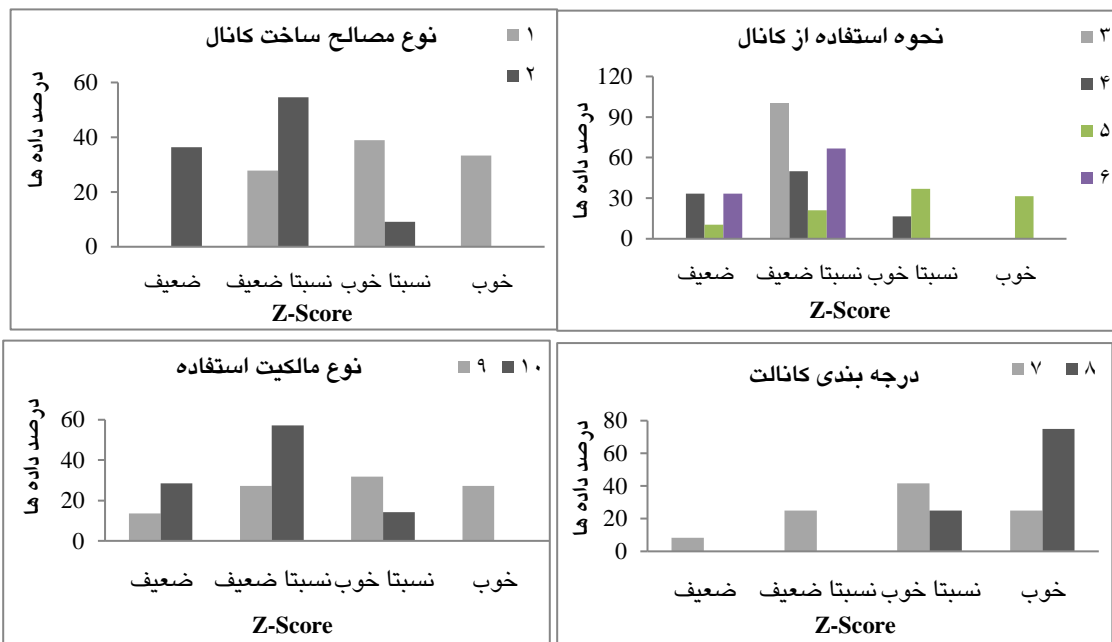 نوع مصالح ساخت کانال
۱
۲
درصد داده ها
60
40
20
0
ضعیف
نسبتا ضعیف
نسبتا خوب
خوب
Z-Score
نحوه استفاده از کانال
۳
۴
۵
۶
درصد داده ها
120
90
60
30
0
ضعیف
نسبتا ضعیف
نسبتا خوب
خوب
Z-Score
نوع مالکیت استفاده
۹ ۱۰
درصد داده ها
60
40
20
0
ضعیف
نسبتا ضعیف
نسبتا خوب
خوب
Z-Score
درجه بندی کانالت
۷ ۸
درصد داده ها
80
60
40
20
0
ضعیف
نسبتا ضعیف
نسبتا خوب
خوب
Z-Score